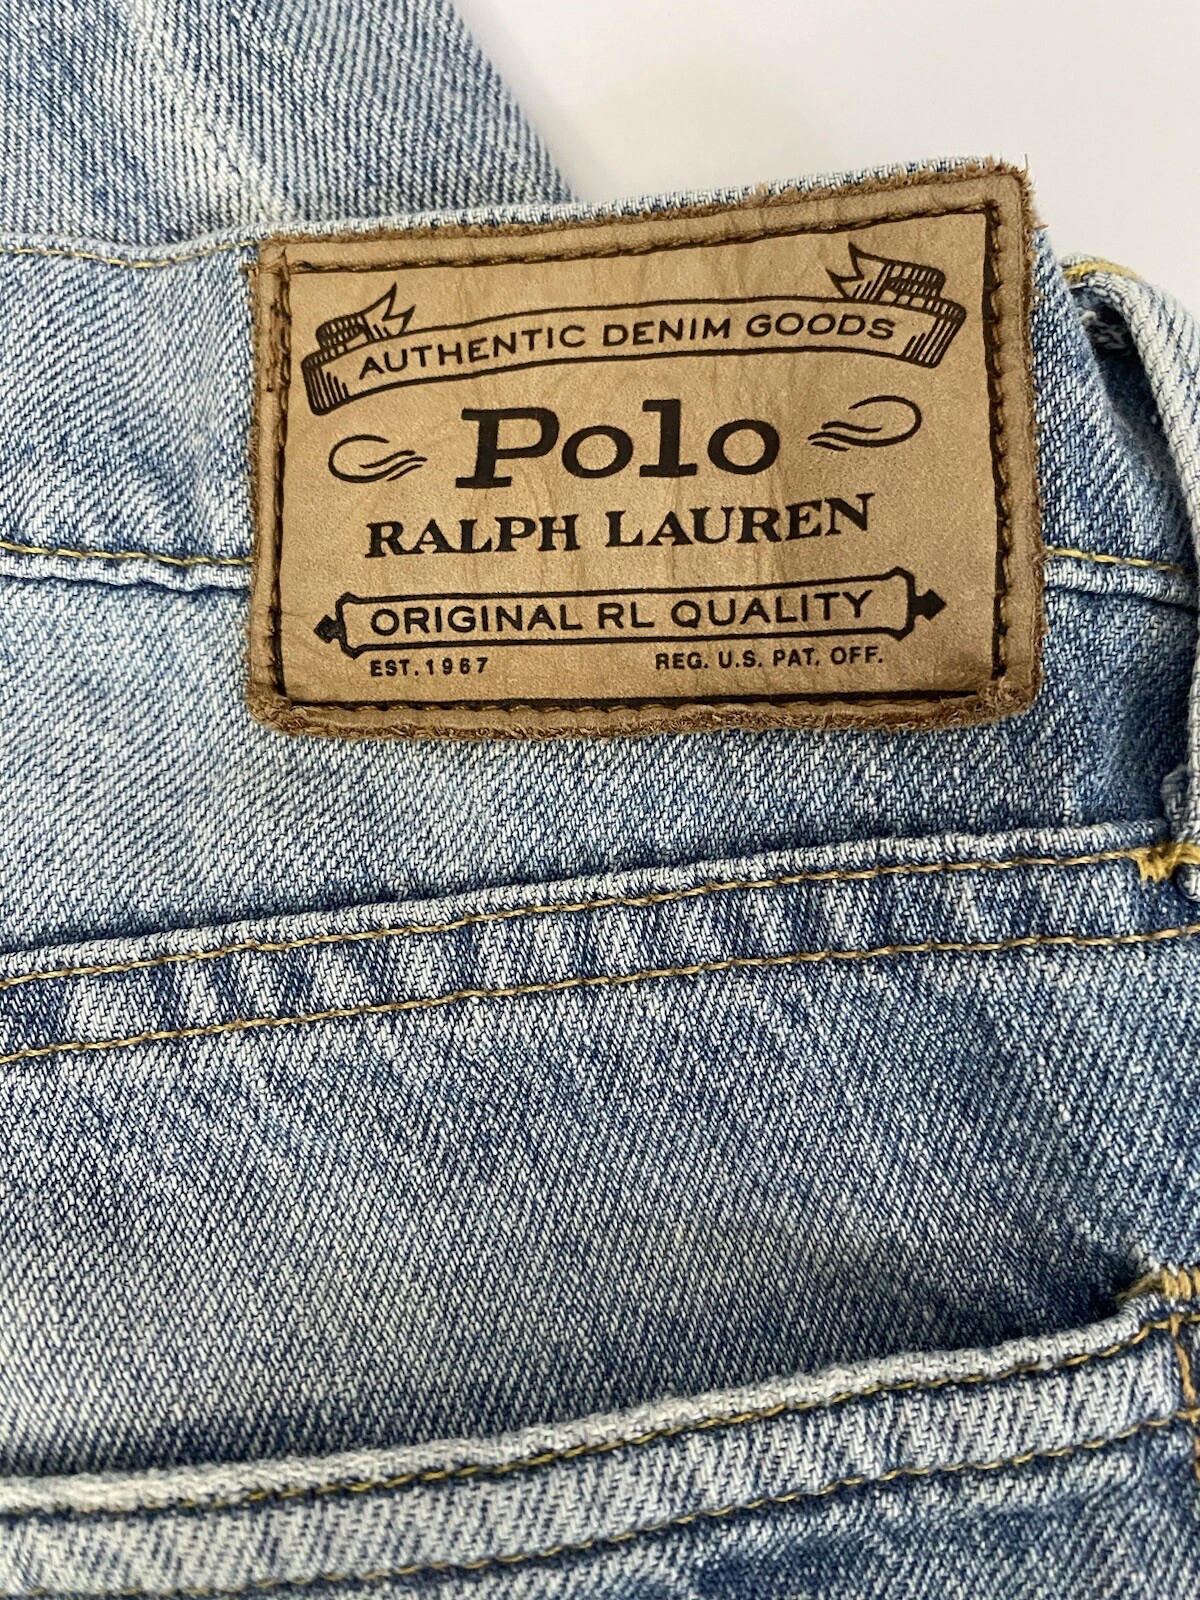 AUTHENTIC DENIM GOODS
Polo
RALPH LAUREN
ORIGINAL RL QUALITY
EST. 1967 REG. U.S. PAT. OFF.